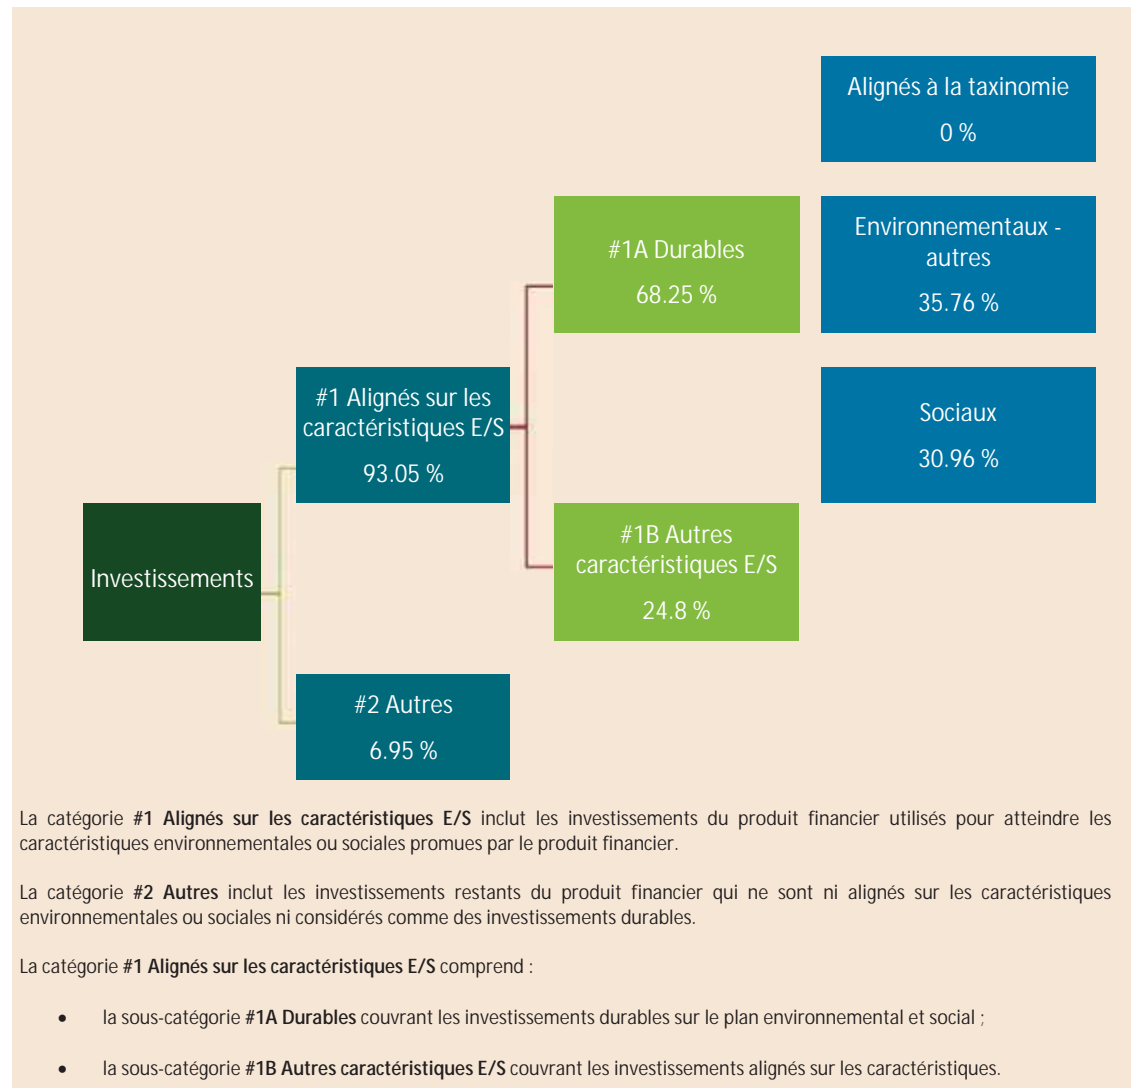 Alignés à la taxinomie
0 %
#1A Durables
68.25 %
Environnementaux -
autres
35.76 %
#1 Alignés sur les
caractéristiques E/S
93.05 %
Sociaux
30.96 %
Investissements
#1B Autres
caractéristiques E/S
24.8 %
#2 Autres
6.95 %
La catégorie #1 Alignés sur les caractéristiques E/S inclut les investissements du produit financier utilisés pour atteindre les
caractéristiques environnementales ou sociales promues par le produit financier.
La catégorie #2 Autres inclut les investissements restants du produit financier qui ne sont ni alignés sur les caractéristiques
environnementales ou sociales ni considérés comme des investissements durables.
La catégorie #1 Alignés sur les caractéristiques E/S comprend :
• la sous-catégorie #1A Durables couvrant les investissements durables sur le plan environnemental et social ;
• la sous-catégorie #1B Autres caractéristiques E/S couvrant les investissements alignés sur les caractéristiques.